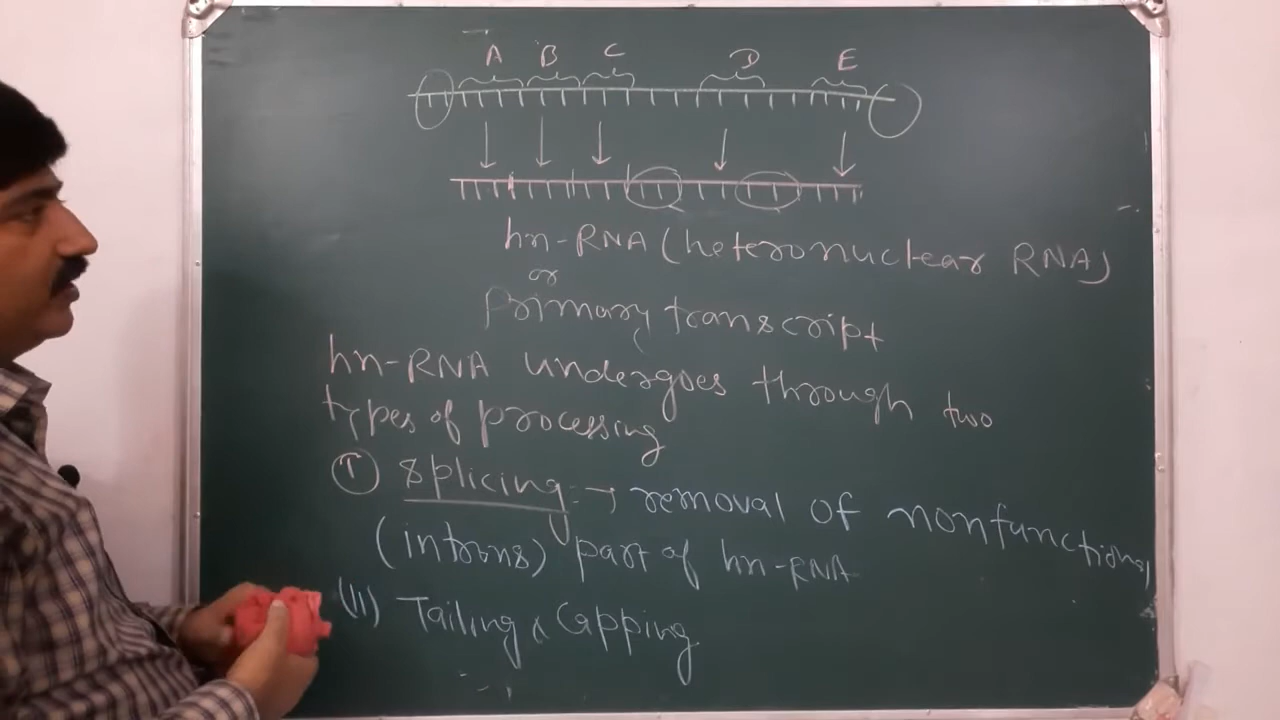 A B C D E
hn-RNA (heteronuclear RNA)
or
Primary transcript
hn-RNA undergoes through two
types of processing
(I) Splicing :→ removal of nonfunctional
(introns) part of hn-RNA
(II) Tailing & Capping